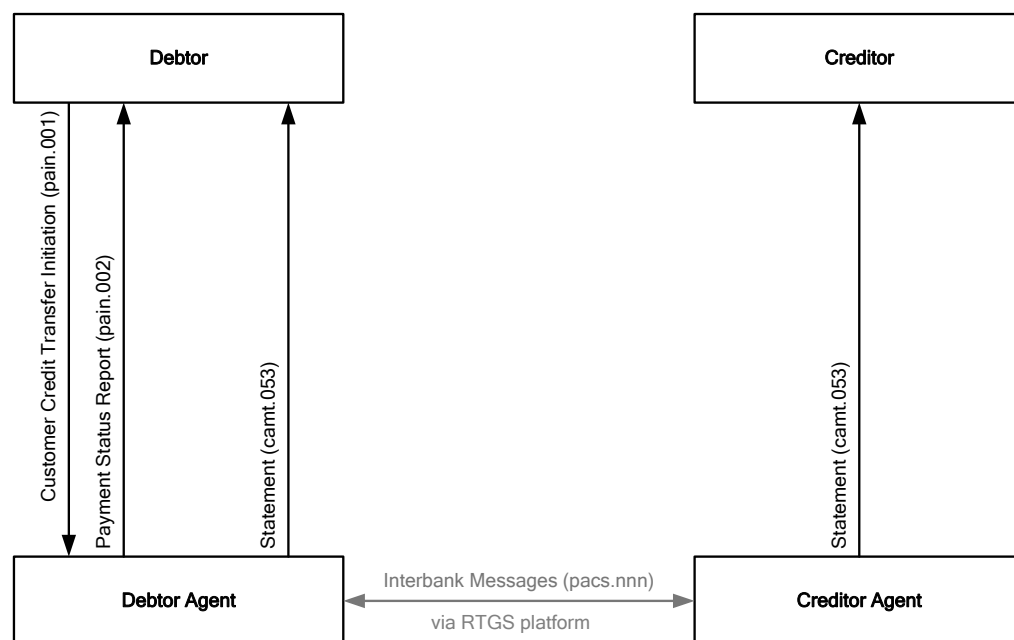 Debtor
Creditor
Customer Credit Transfer Initiation (pain.001)
Payment Status Report (pain.002)
Statement (camt.053)
Statement (camt.053)
Debtor Agent
Interbank Messages (pacs.nnn)
via RTGS platform
Creditor Agent